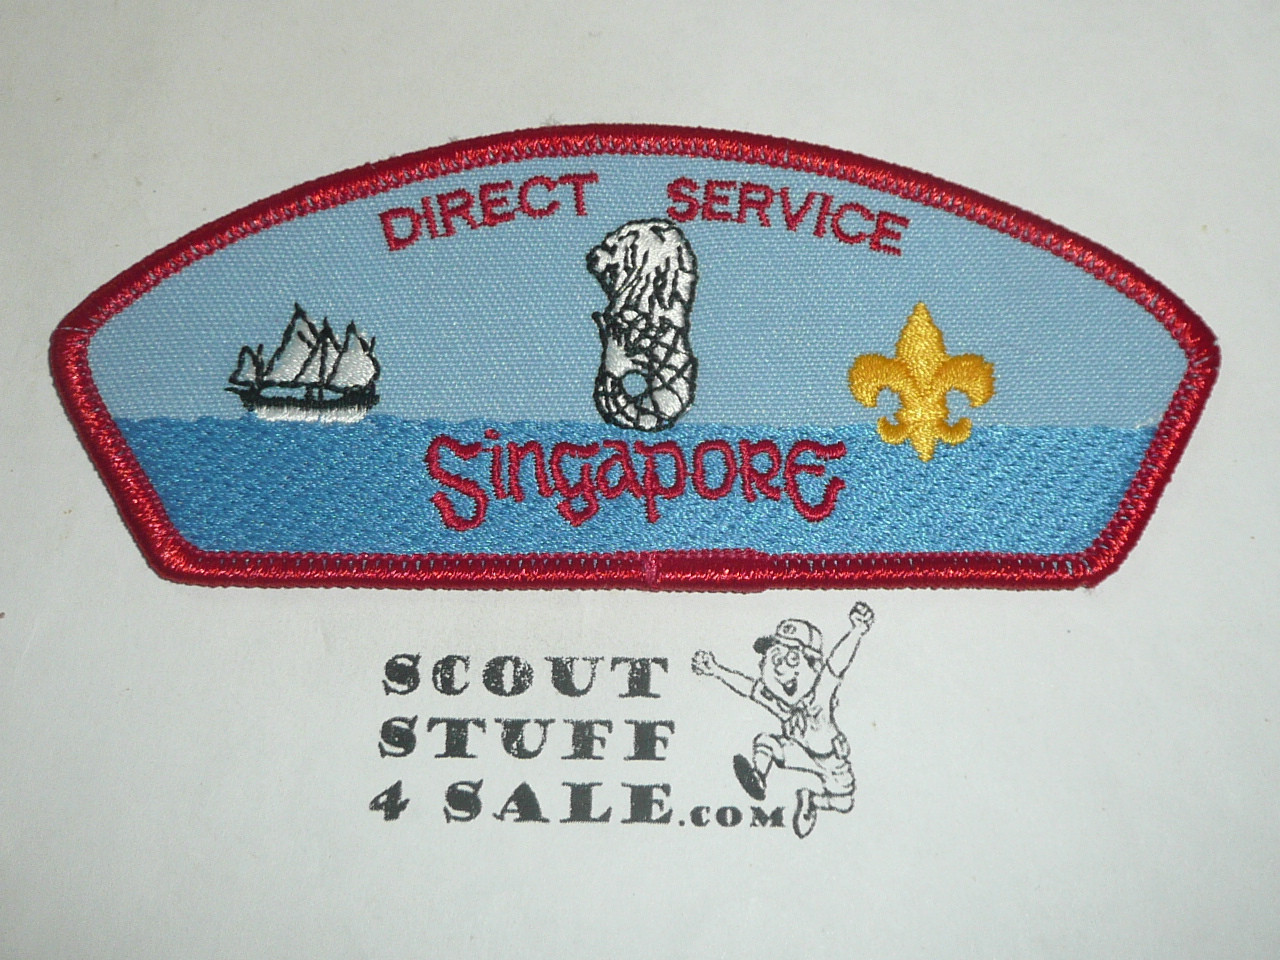 DIRECT SERVICE
Singapore
SCOUT
STUFF
4 SALE.COM